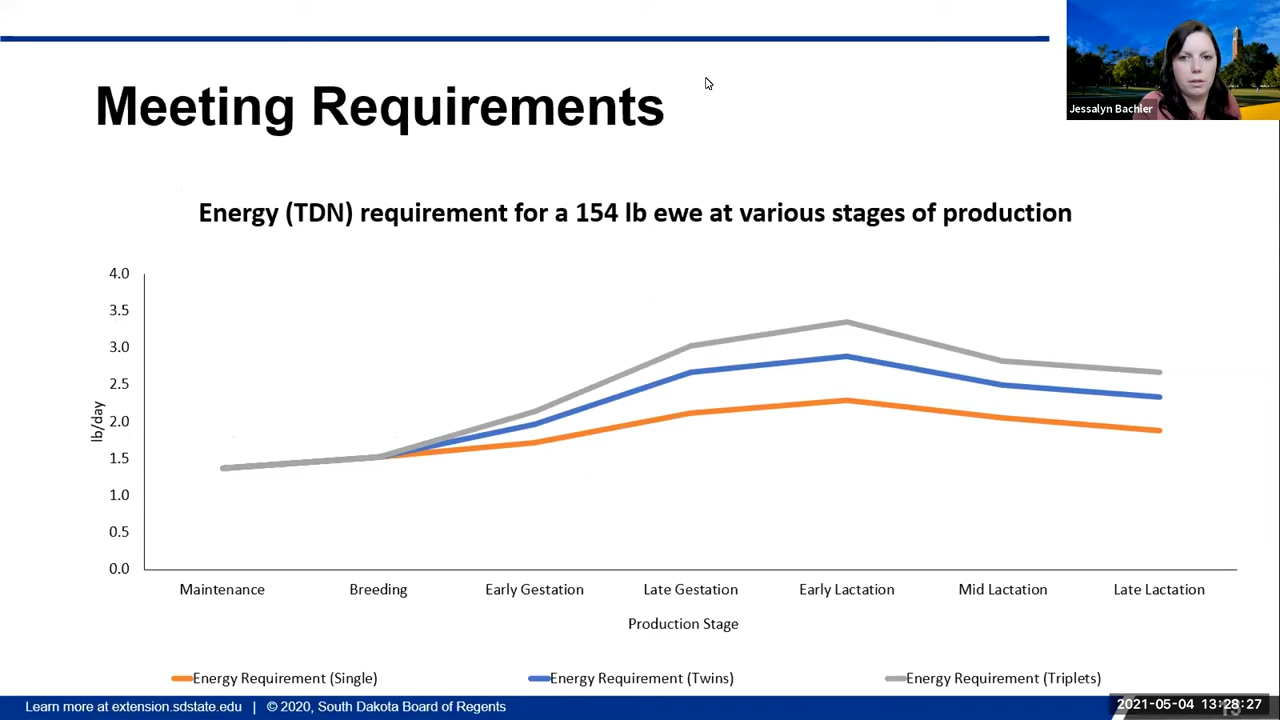 Jessalyn Bachler
Meeting Requirements
Energy (TDN) requirement for a 154 lb ewe at various stages of production
4.0
3.5
3.0
2.5
2.0
1.5
1.0
0.5
0.0
lb/day
Maintenance Breeding Early Gestation Late Gestation Early Lactation Mid Lactation Late Lactation
Production Stage
Energy Requirement (Single) Energy Requirement (Twins) Energy Requirement (Triplets)
Learn more at extension.sdstate.edu | © 2020, South Dakota Board of Regents
2021-05-04 13:28:27